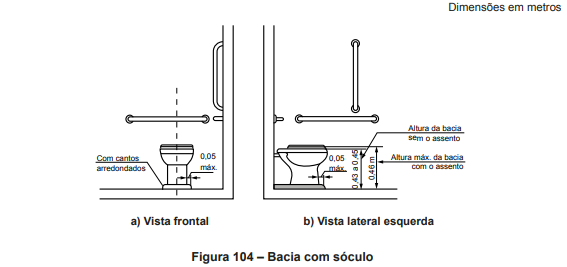 Dimensões em metros
Com cantos
arredondados
0,05
máx.
0,05
máx.
0,43 a 0,45
0,46 m
Altura da bacia
sem o assento
Altura máx. da bacia
com o assento
a) Vista frontal
b) Vista lateral esquerda
Figura 104 – Bacia com sóculo